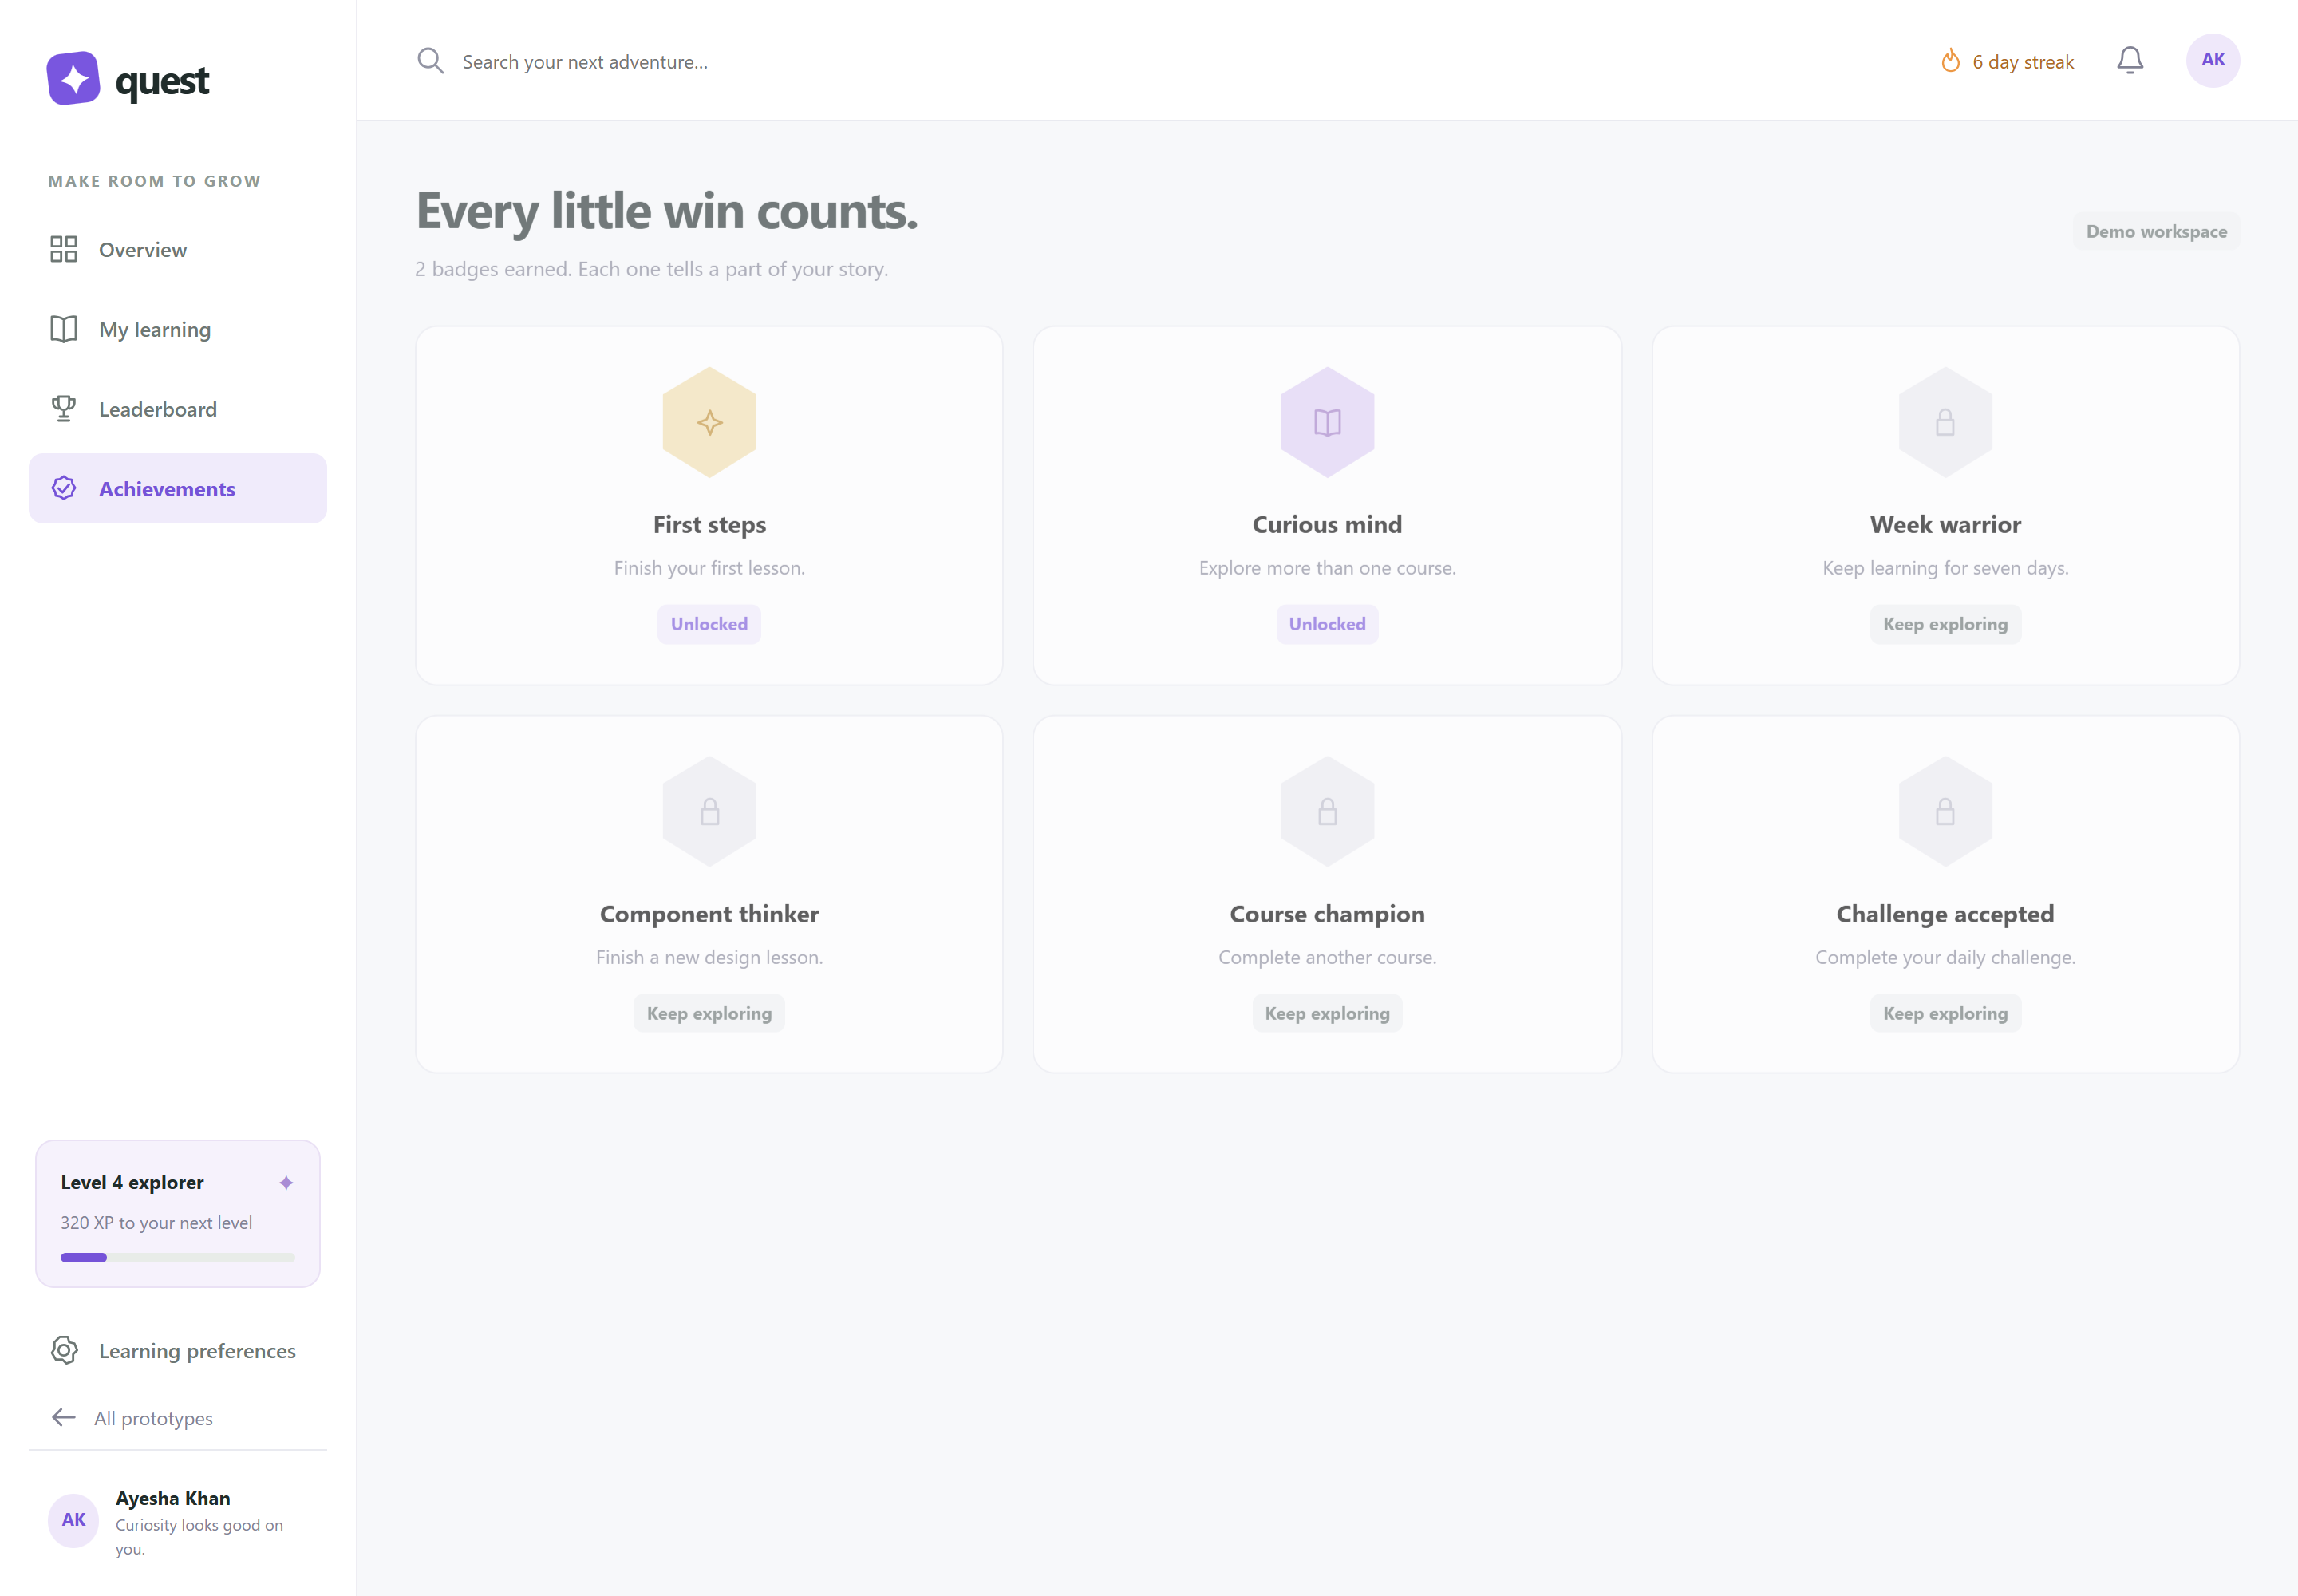 quest
MAKE ROOM TO GROW
Overview
My learning
Leaderboard
Achievements
Level 4 explorer
320 XP to your next level
Learning preferences
All prototypes
AK
Ayesha Khan
Curiosity looks good on
you.
Search your next adventure...
6 day streak
AK
Every little win counts.
2 badges earned. Each one tells a part of your story.
Demo workspace
First steps
Finish your first lesson.
Unlocked
Curious mind
Explore more than one course.
Unlocked
Week warrior
Keep learning for seven days.
Keep exploring
Component thinker
Finish a new design lesson.
Keep exploring
Course champion
Complete another course.
Keep exploring
Challenge accepted
Complete your daily challenge.
Keep exploring